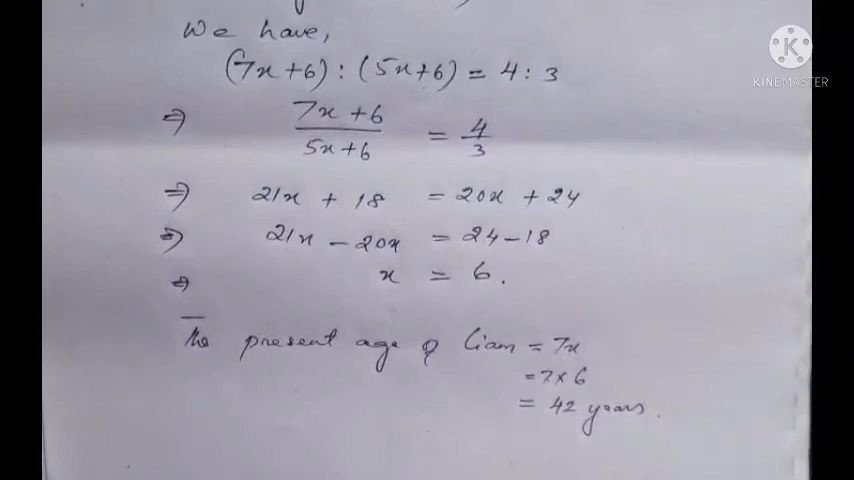 We have,
(7x+6) : (5x+6) = 4 : 3
⇒ 7x+6 / 5x+6 = 4/3
⇒ 21x + 18 = 20x + 24
⇒ 21x - 20x = 24-18
⇒ x = 6.
The present age of Liam = 7x
= 7×6
= 42 years.
K
KINEMASTER